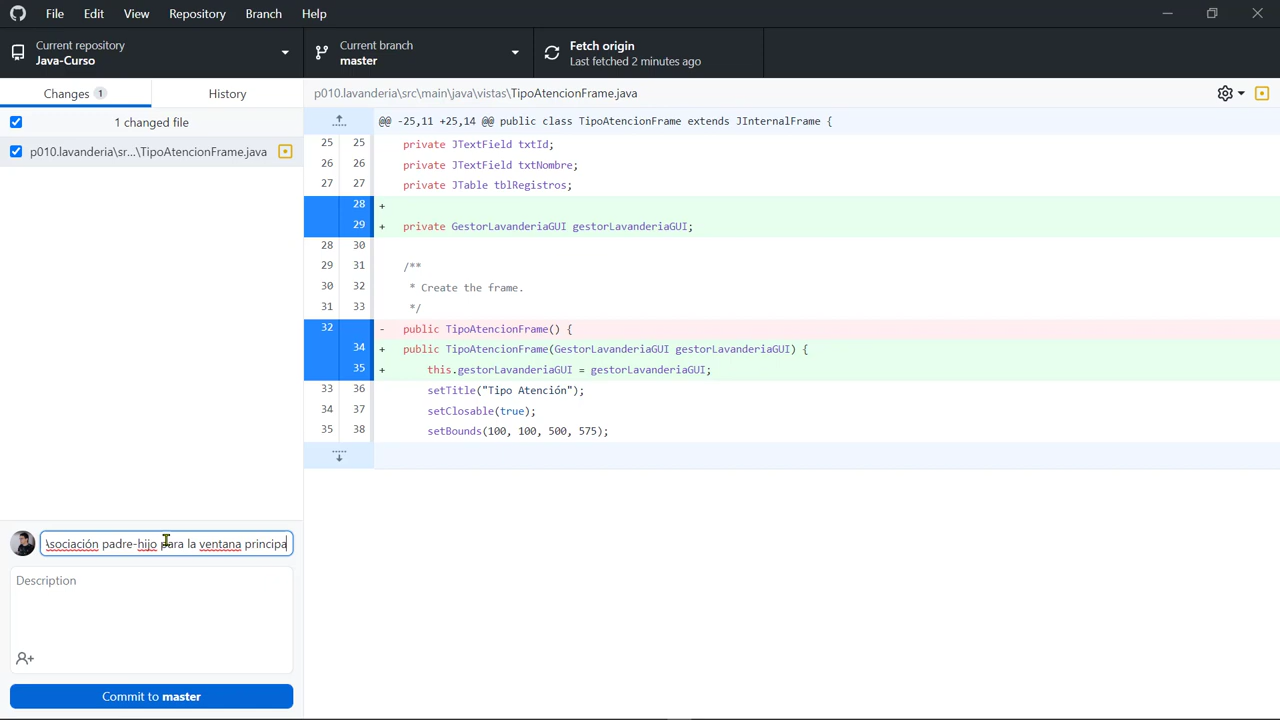 File Edit View Repository Branch Help
Current repository
Java-Curso
Current branch
master
Fetch origin
Last fetched 2 minutes ago
Changes 1
History
p010.lavanderia\src\main\java\vistas\TipoAtencionFrame.java
1 changed file
p010.lavanderia\sr...\TipoAtencionFrame.java
@@ -25,11 +25,14 @@ public class TipoAtencionFrame extends JInternalFrame {
25 25 private JTextField txtId;
26 26 private JTextField txtNombre;
27 27 private JTable tblRegistros;
28 +
29 + private GestorLavanderiaGUI gestorLavanderiaGUI;
28 30
29 31 /**
30 32 * Create the frame.
31 33 */
32 - public TipoAtencionFrame() {
34 + public TipoAtencionFrame(GestorLavanderiaGUI gestorLavanderiaGUI) {
35 + this.gestorLavanderiaGUI = gestorLavanderiaGUI;
33 36 setTitle("Tipo Atención");
34 37 setClosable(true);
35 38 setBounds(100, 100, 500, 575);
Asociación padre-hijo para la ventana principa
Description
Commit to master